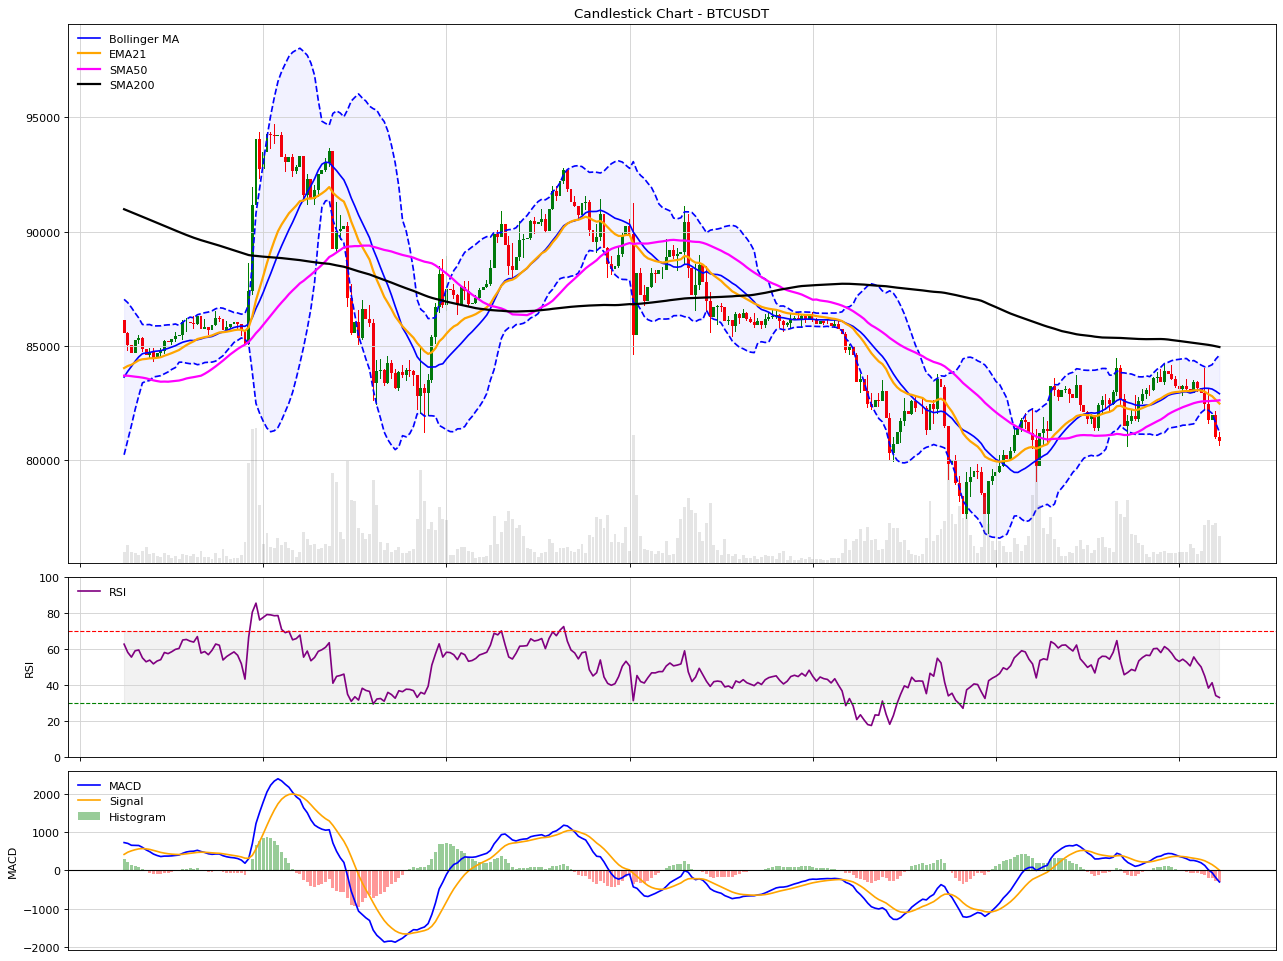 Candlestick Chart - BTCUSDT
Bollinger MA
EMA21
SMA50
SMA200
95000
90000
85000
80000
RSI
100
80
60
40
20
0
RSI
MACD
Signal
Histogram
2000
1000
0
−1000
−2000
MACD